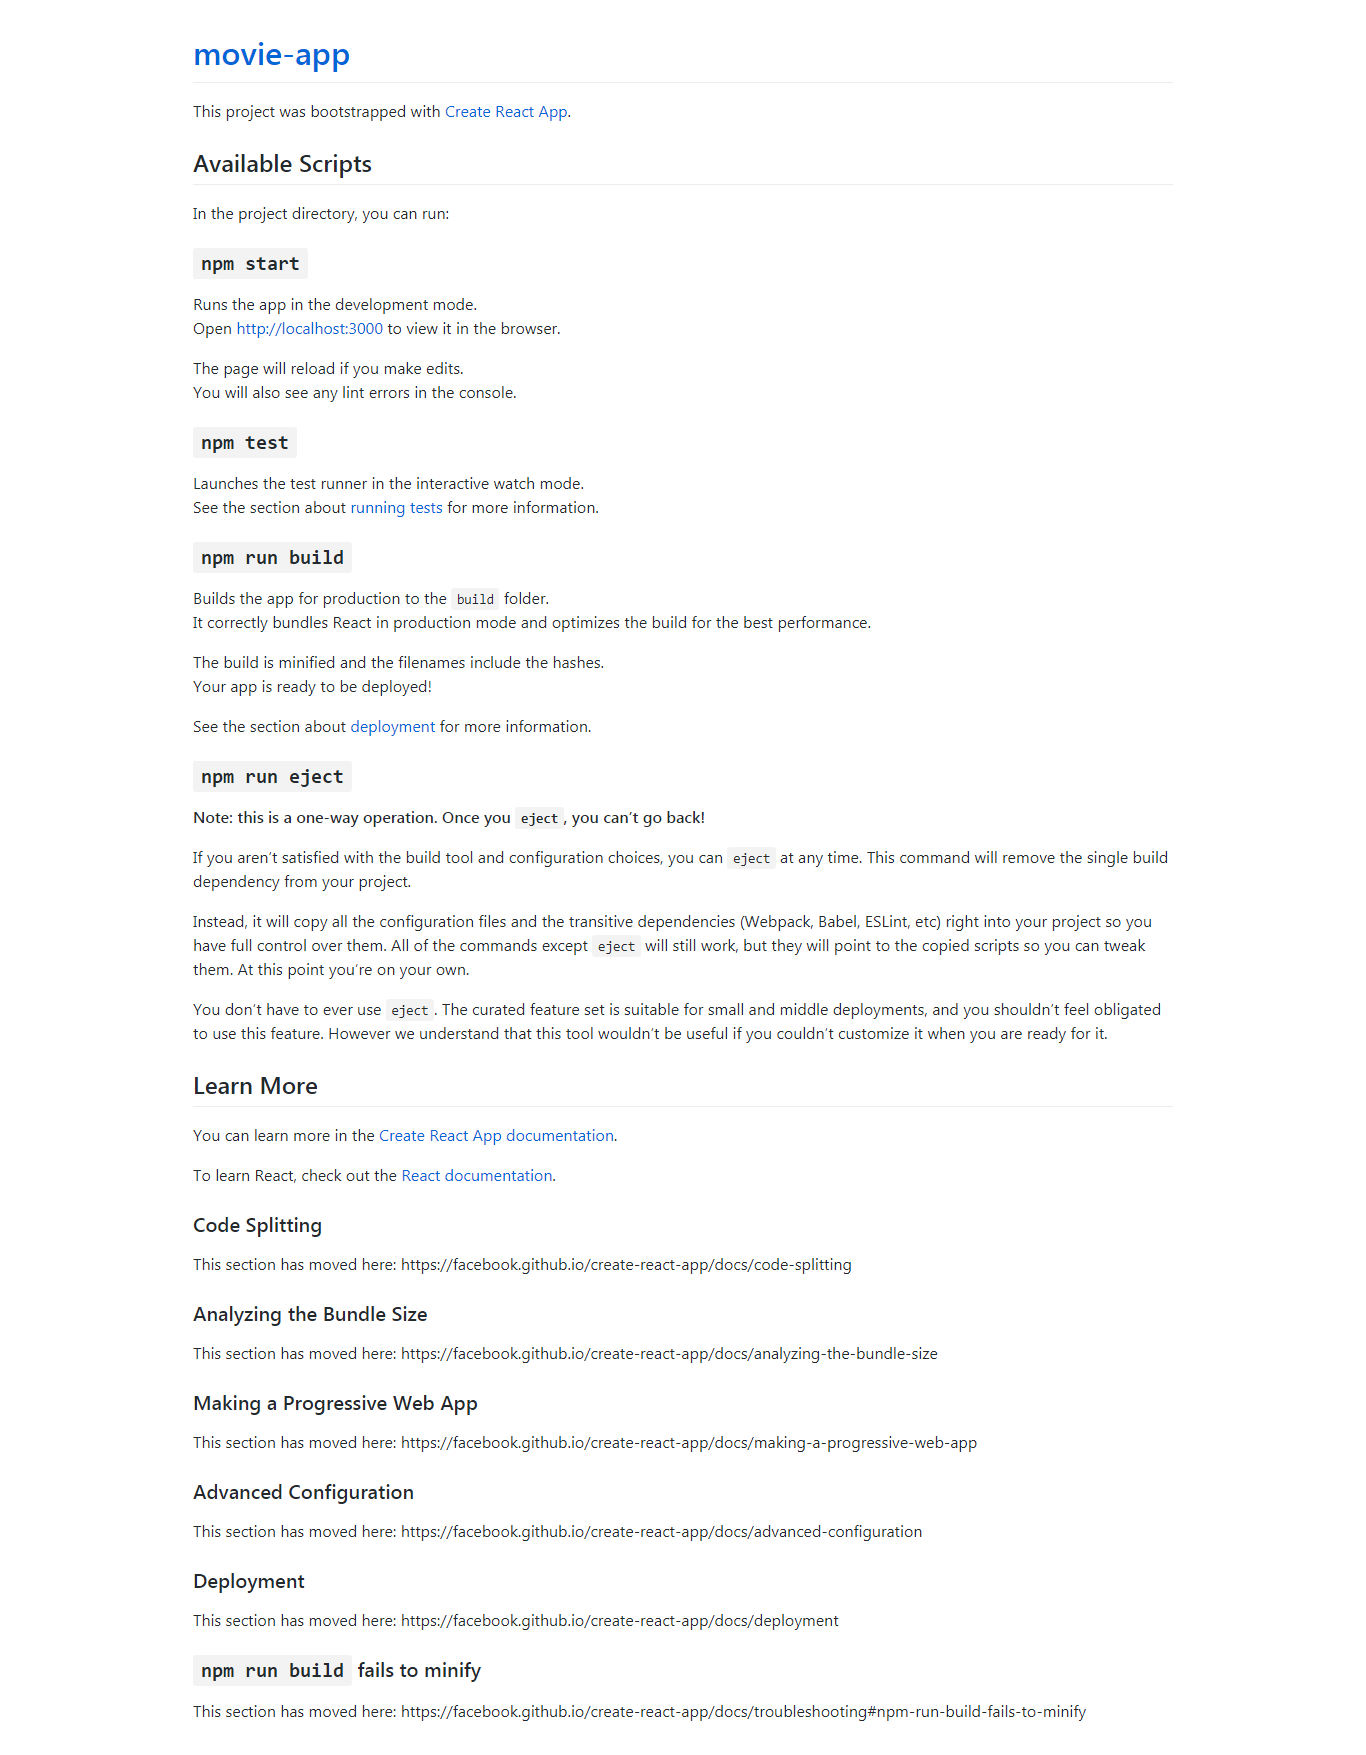 movie-app
This project was bootstrapped with Create React App.
Available Scripts
In the project directory, you can run:
npm start
Runs the app in the development mode.
Open http://localhost:3000 to view it in the browser.
The page will reload if you make edits.
You will also see any lint errors in the console.
npm test
Launches the test runner in the interactive watch mode.
See the section about running tests for more information.
npm run build
Builds the app for production to the build folder.
It correctly bundles React in production mode and optimizes the build for the best performance.
The build is minified and the filenames include the hashes.
Your app is ready to be deployed!
See the section about deployment for more information.
npm run eject
Note: this is a one-way operation. Once you eject, you can't go back!
If you aren't satisfied with the build tool and configuration choices, you can eject at any time. This command will remove the single build
dependency from your project.
Instead, it will copy all the configuration files and the transitive dependencies (Webpack, Babel, ESLint, etc) right into your project so you
have full control over them. All of the commands except eject will still work, but they will point to the copied scripts so you can tweak
them. At this point you're on your own.
You don't have to ever use eject. The curated feature set is suitable for small and middle deployments, and you shouldn't feel obligated
to use this feature. However we understand that this tool wouldn't be useful if you couldn't customize it when you are ready for it.
Learn More
You can learn more in the Create React App documentation.
To learn React, check out the React documentation.
Code Splitting
This section has moved here: https://facebook.github.io/create-react-app/docs/code-splitting
Analyzing the Bundle Size
This section has moved here: https://facebook.github.io/create-react-app/docs/analyzing-the-bundle-size
Making a Progressive Web App
This section has moved here: https://facebook.github.io/create-react-app/docs/making-a-progressive-web-app
Advanced Configuration
This section has moved here: https://facebook.github.io/create-react-app/docs/advanced-configuration
Deployment
This section has moved here: https://facebook.github.io/create-react-app/docs/deployment
npm run build fails to minify
This section has moved here: https://facebook.github.io/create-react-app/docs/troubleshooting#npm-run-build-fails-to-minify